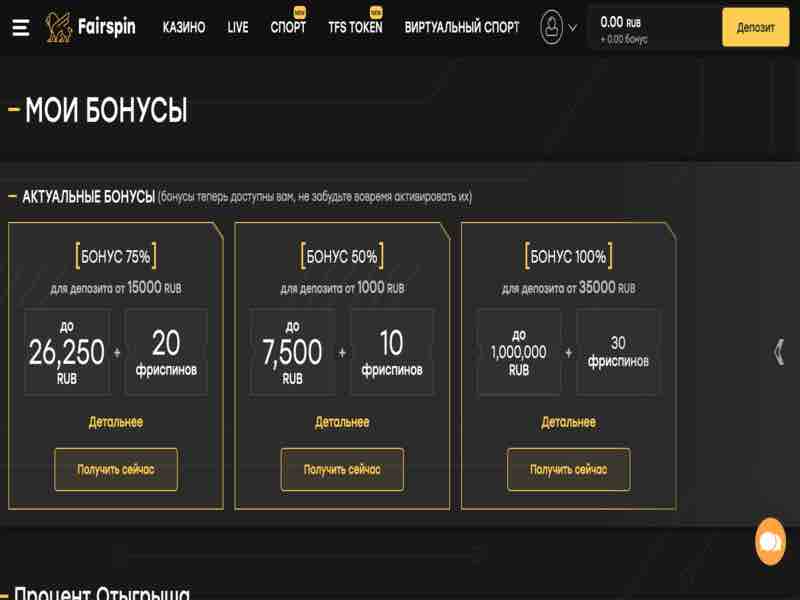 Fairspin
КАЗИНО LIVE СПОРТ NEW TFS TOKEN NEW ВИРТУАЛЬНЫЙ СПОРТ
0.00 RUB
+ 0.00 бонус
Депозит
МОИ БОНУСЫ
АКТУАЛЬНЫЕ БОНУСЫ (бонусы теперь доступны вам, не забудьте вовремя активировать их)
БОНУС 75%
для депозита от 15000 RUB
до
26,250
RUB
+
20
фриспинов
Детальнее
Получить сейчас
БОНУС 50%
для депозита от 1000 RUB
до
7,500
RUB
+
10
фриспинов
Детальнее
Получить сейчас
БОНУС 100%
для депозита от 35000 RUB
до
1,000,000
RUB
+
30
фриспинов
Детальнее
Получить сейчас
Процент Отыгрыша